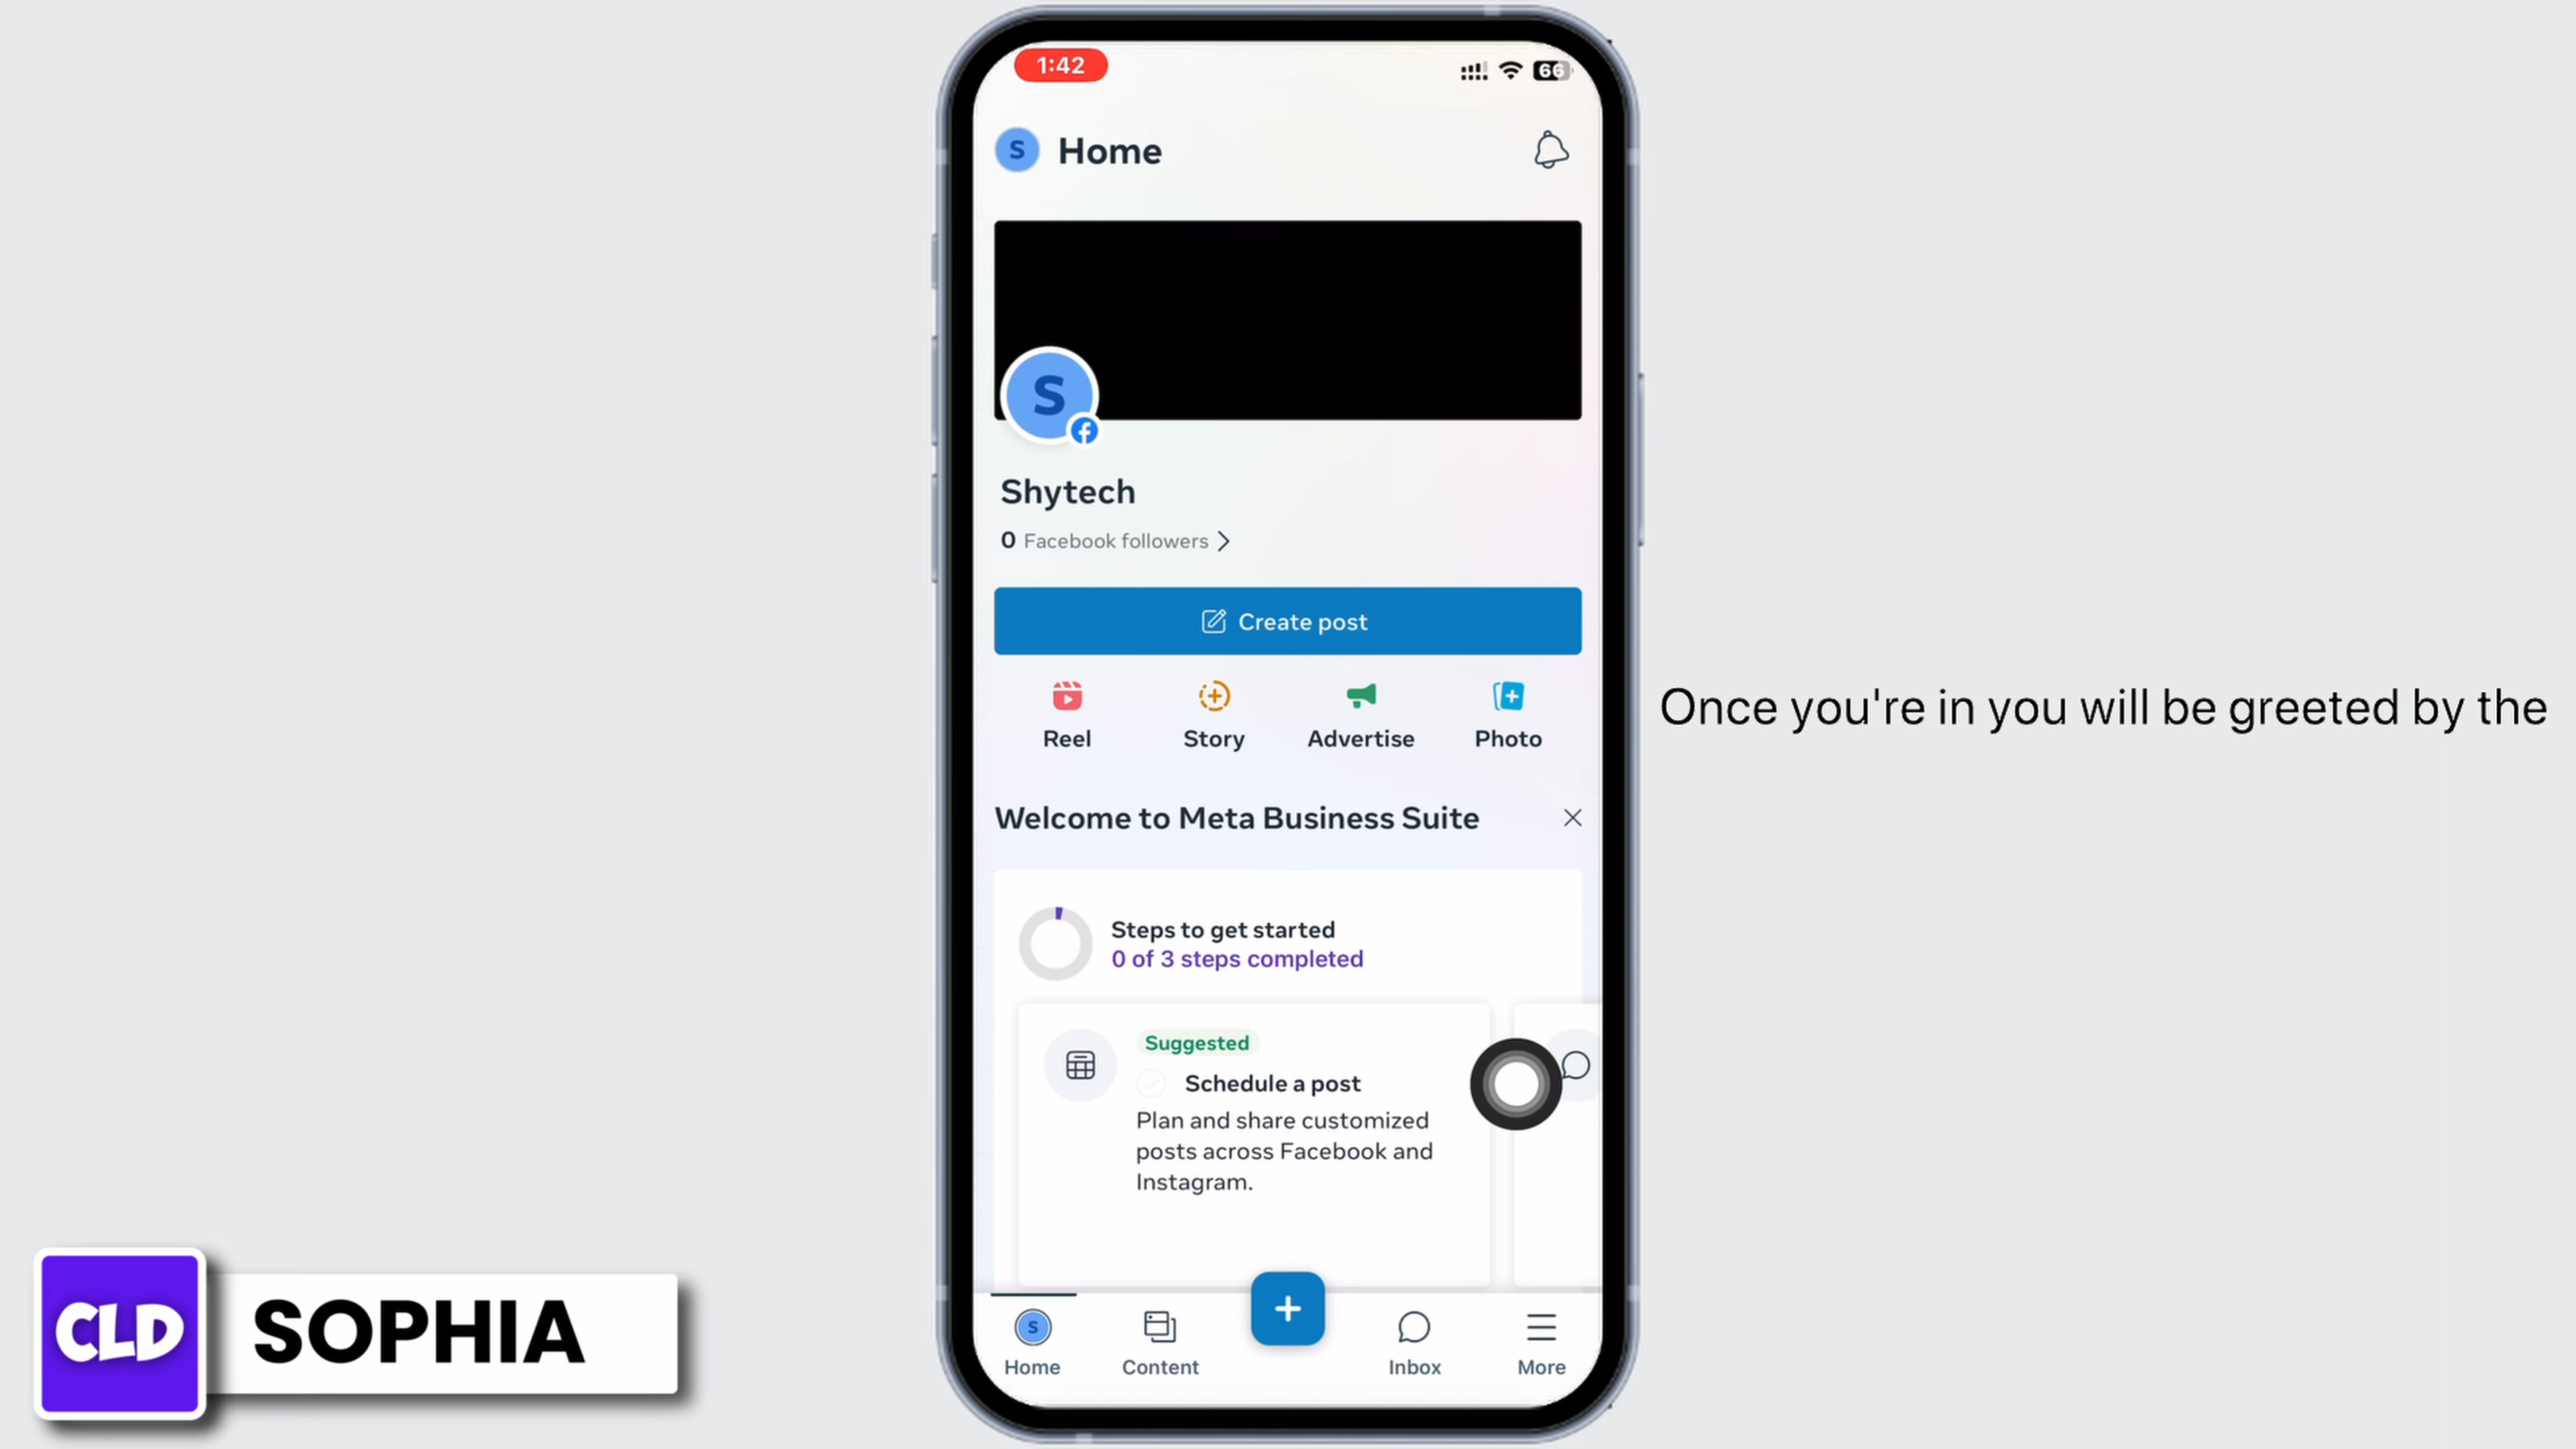 1:42
66
S Home
S
Shytech
0 Facebook followers
Create post
Reel Story Advertise Photo
Once you're in you will be greeted by the
Welcome to Meta Business Suite
Steps to get started
0 of 3 steps completed
Suggested
Schedule a post
Plan and share customized
posts across Facebook and
Instagram.
S
Home Content Inbox More
CLD SOPHIA